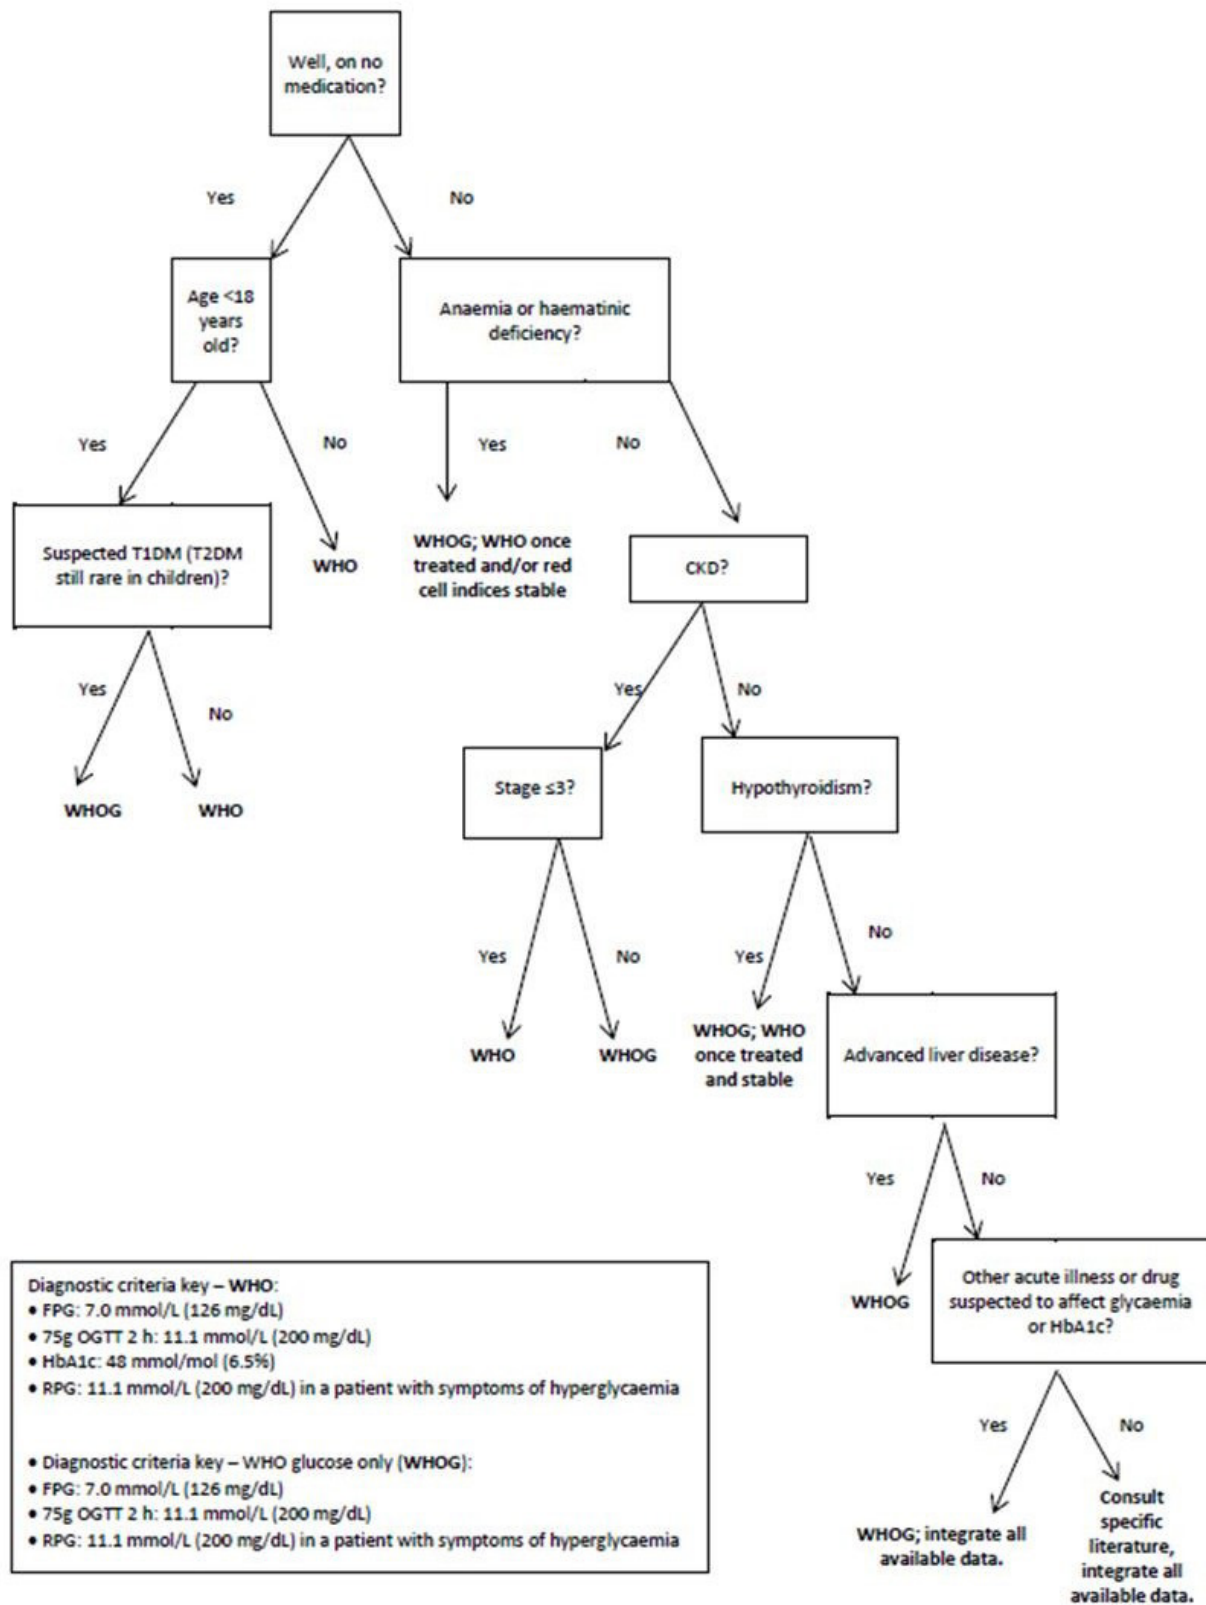 Well, on no
medication?
Yes
No
Age <18
years
old?
Anaemia or haematinic
deficiency?
Yes
No
Yes
No
Suspected T1DM (T2DM
still rare in children)?
WHO
WHOG; WHO once
treated and/or red
cell indices stable
CKD?
Yes
No
Yes
No
WHOG
WHO
Stage ≤3?
Hypothyroidism?
Yes
No
Yes
No
WHO
WHOG
WHOG; WHO
once treated
and stable
Advanced liver disease?
Yes
No
WHOG
Other acute illness or drug
suspected to affect glycaemia
or HbA1c?
Yes
No
WHOG; integrate all
available data.
Consult
specific
literature,
integrate all
available data.
Diagnostic criteria key – WHO:
• FPG: 7.0 mmol/L (126 mg/dL)
• 75g OGTT 2 h: 11.1 mmol/L (200 mg/dL)
• HbA1c: 48 mmol/mol (6.5%)
• RPG: 11.1 mmol/L (200 mg/dL) in a patient with symptoms of hyperglycaemia
• Diagnostic criteria key – WHO glucose only (WHOG):
• FPG: 7.0 mmol/L (126 mg/dL)
• 75g OGTT 2 h: 11.1 mmol/L (200 mg/dL)
• RPG: 11.1 mmol/L (200 mg/dL) in a patient with symptoms of hyperglycaemia